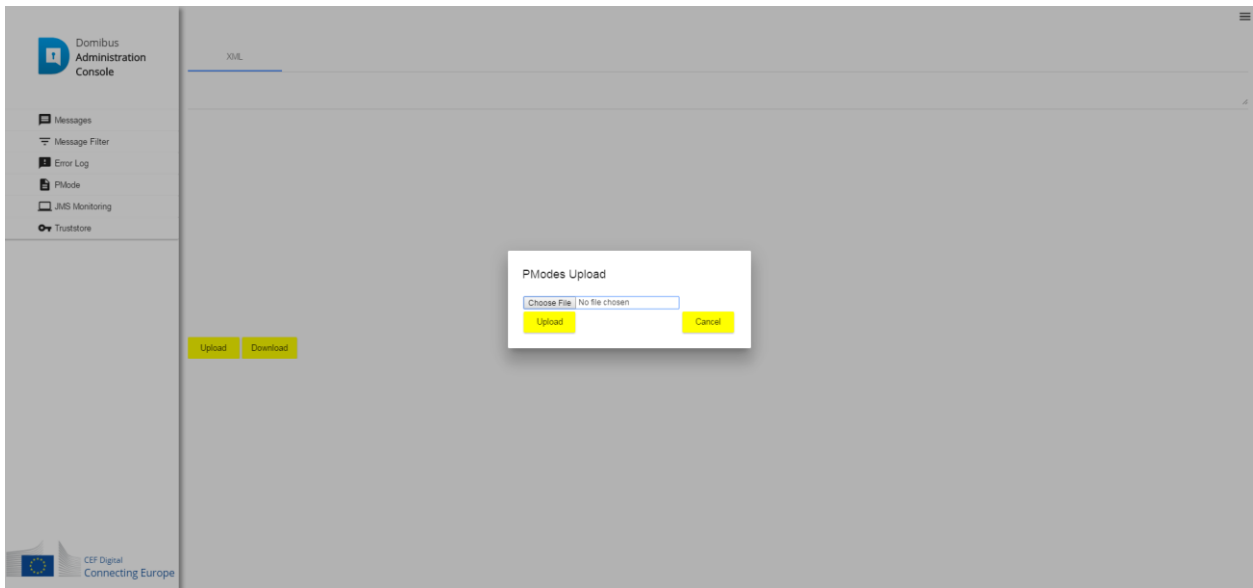 Domibus
Administration
Console
XML
Messages
Message Filter
Error Log
PMode
JMS Monitoring
Truststore
PModes Upload
Choose File No file chosen
Upload Cancel
Upload Download
CEF Digital
Connecting Europe